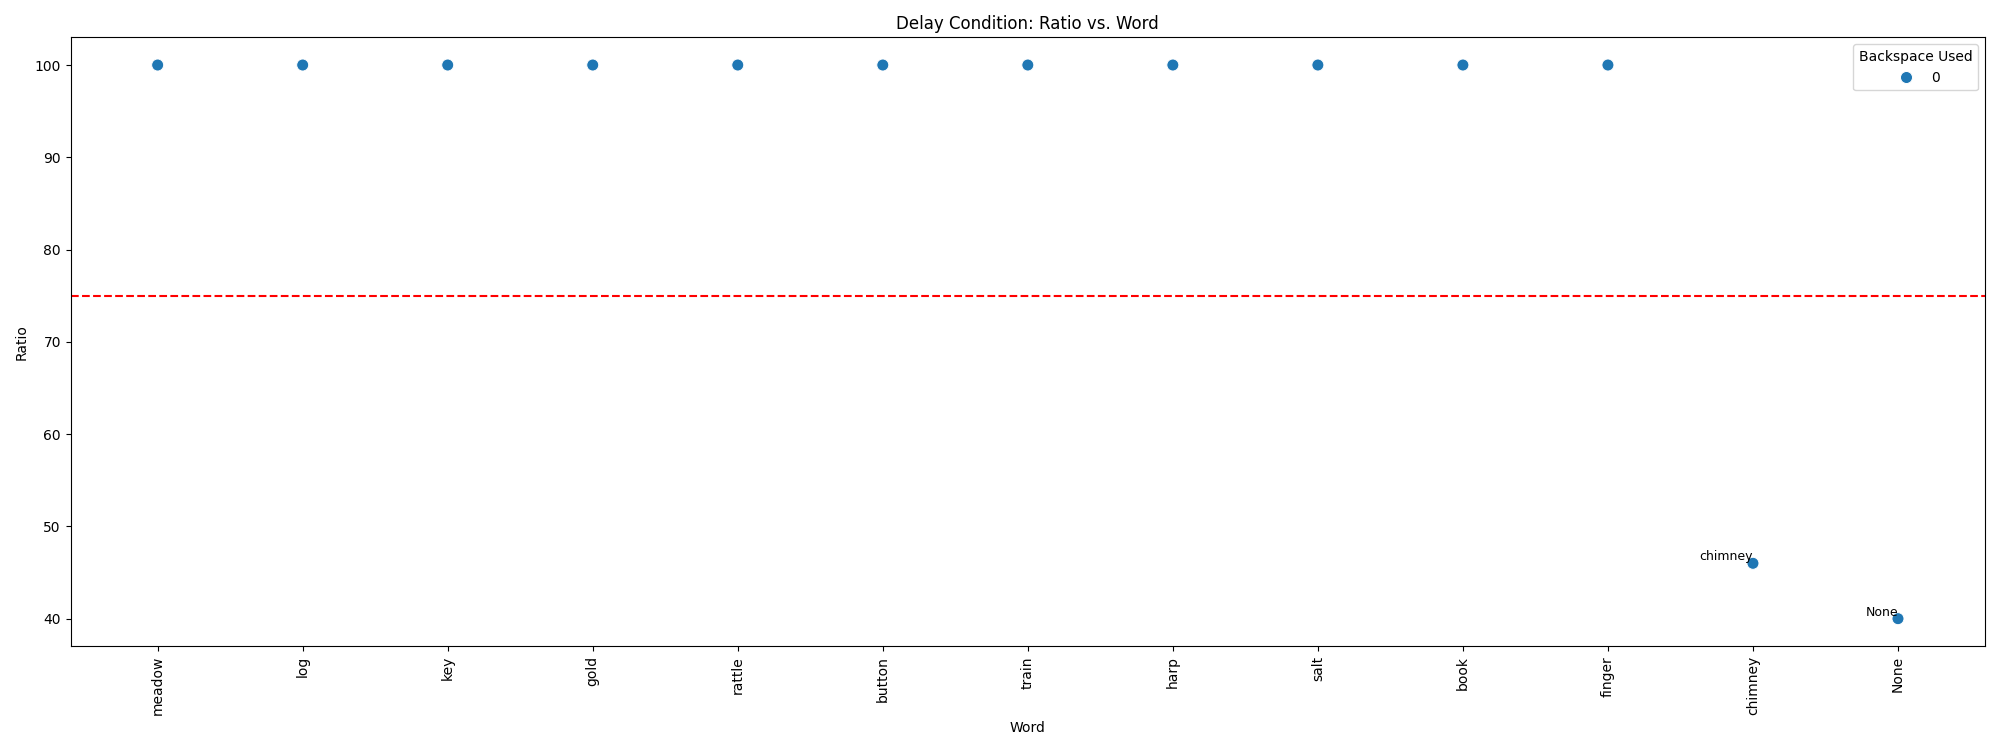 Delay Condition: Ratio vs. Word
Backspace Used
0
100
90
80
70
60
50
40
Ratio
chimney
None
meadow
log
key
gold
rattle
button
train
harp
salt
book
finger
chimney
None
Word